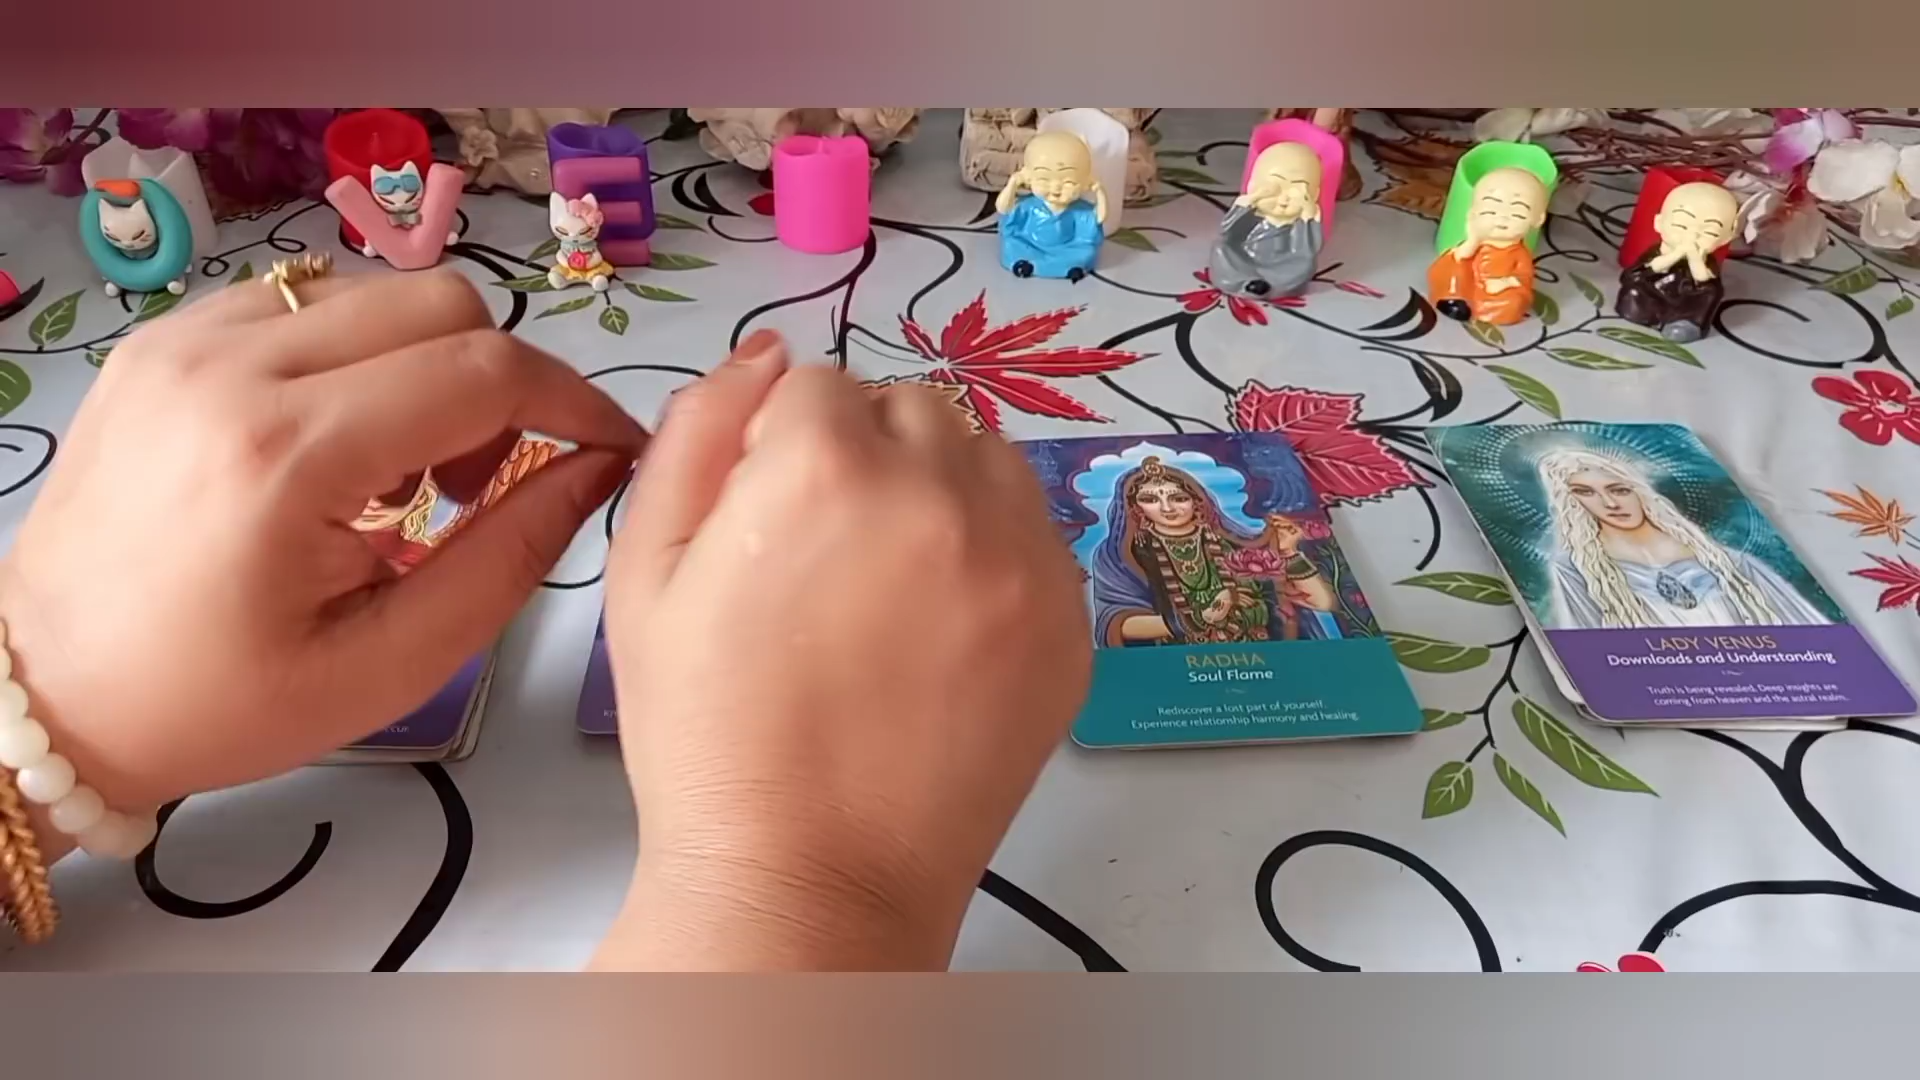 O V E
RADHA
Soul Flame
Rediscover a lost part of yourself.
Experience relationship harmony and healing.
LADY VENUS
Downloads and Understanding
Truth is being revealed. Deep insights are
coming from heaven and the astral realm.